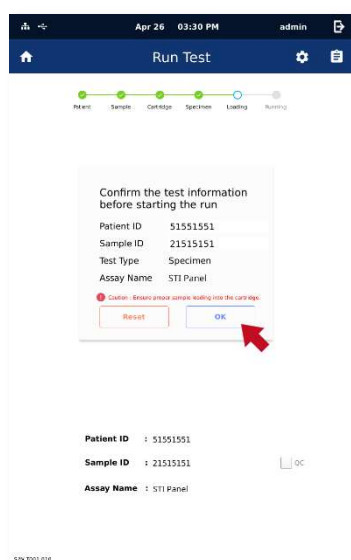 Apr 26 03:30 PM admin
Run Test
Patient Sample Cartridge Specimen Loading Running
Confirm the test information
before starting the run
Patient ID 51551551
Sample ID 21515151
Test Type Specimen
Assay Name STI Panel
Caution : Ensure proper sample loading into the cartridge.
Reset OK
Patient ID : 51551551
Sample ID : 21515151 QC
Assay Name : STI Panel